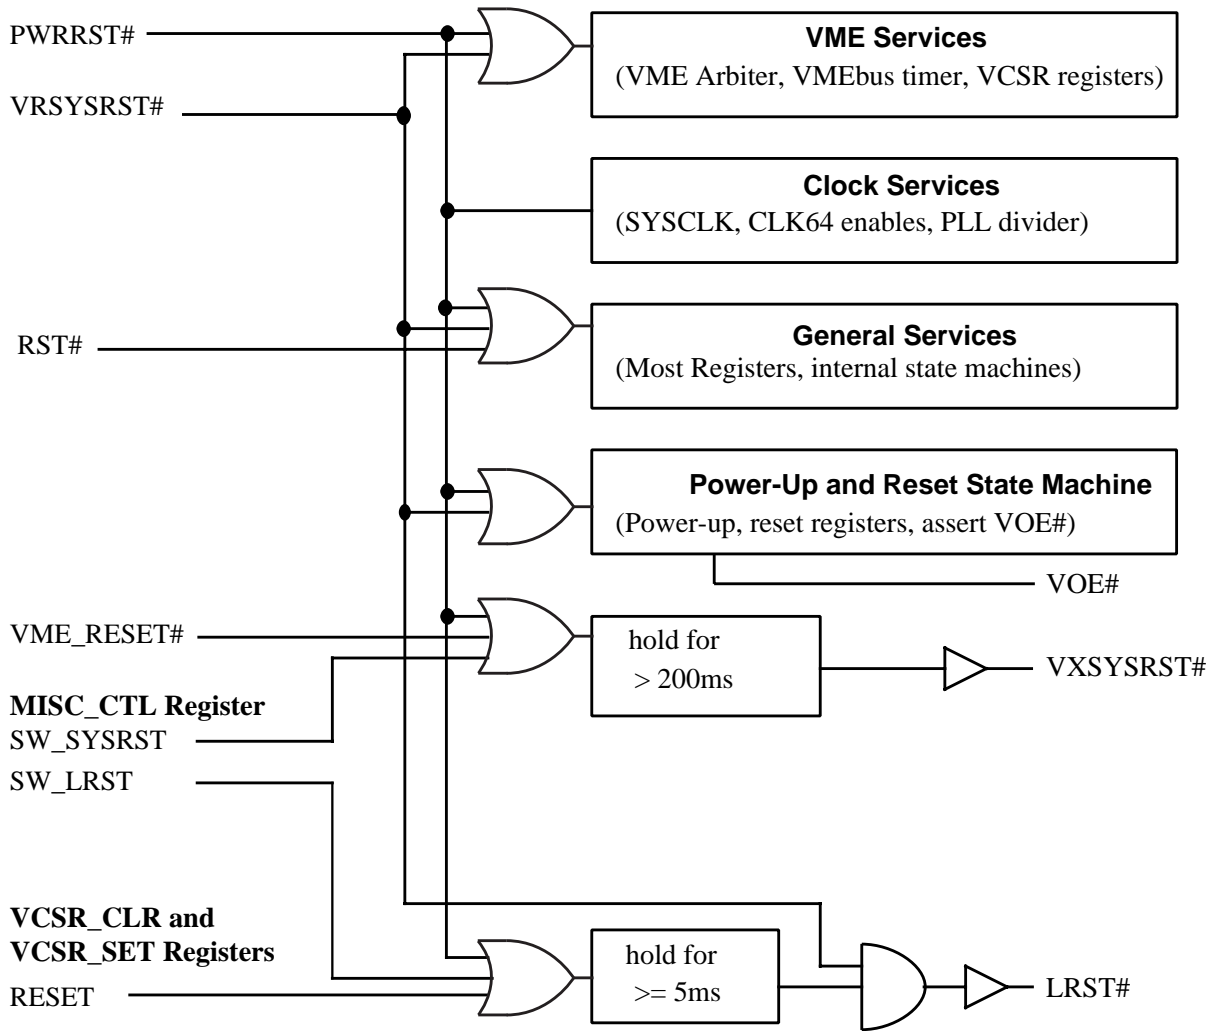 PWRRST#
VME Services
(VME Arbiter, VMEbus timer, VCSR registers)
VRSYSRST#
Clock Services
(SYSCLK, CLK64 enables, PLL divider)
RST#
General Services
(Most Registers, internal state machines)
Power-Up and Reset State Machine
(Power-up, reset registers, assert VOE#)
VOE#
VME_RESET#
hold for
> 200ms
VXSYSRST#
MISC_CTL Register
SW_SYSRST
SW_LRST
VCSR_CLR and
VCSR_SET Registers
RESET
hold for
>= 5ms
LRST#